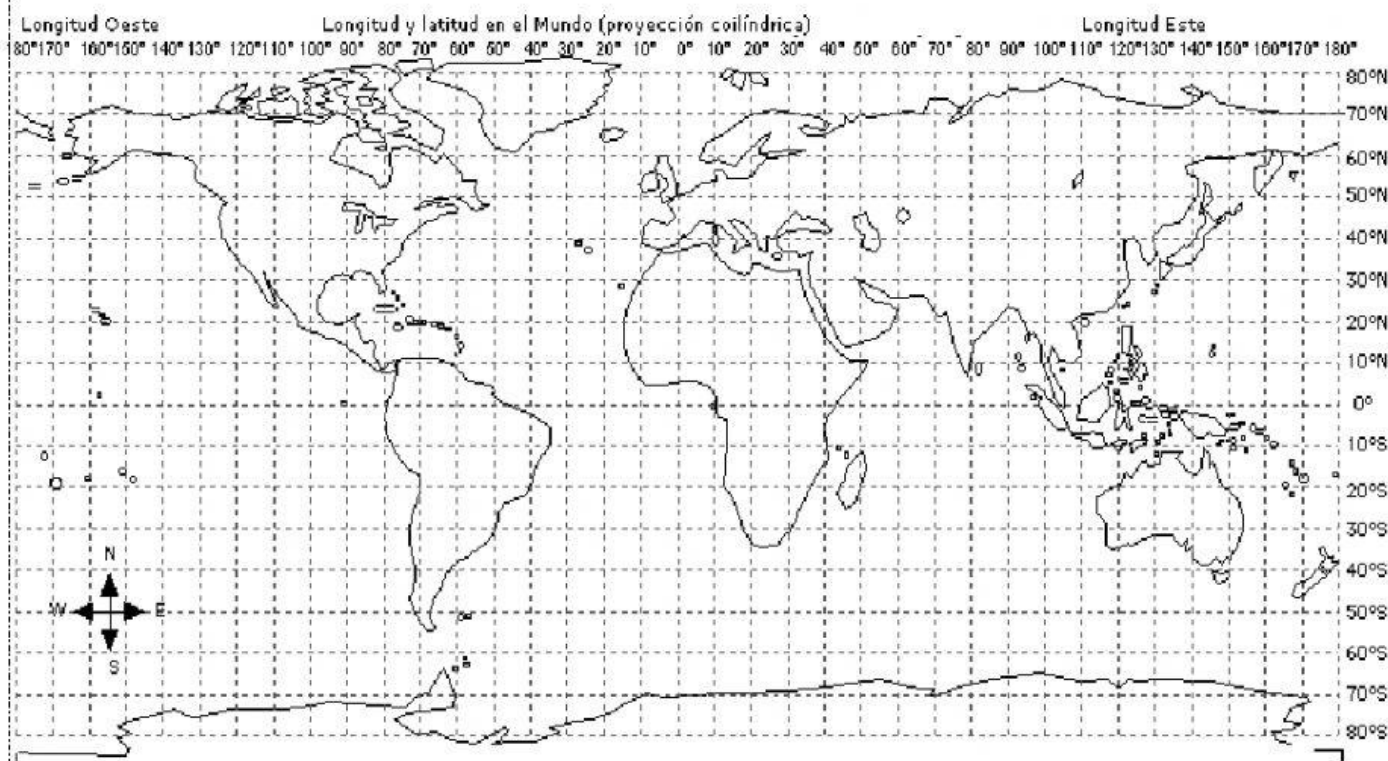 Longitud Oeste Longitud y latitud en el Mundo (proyección coilíndrica) Longitud Este
180° 170° 160° 150° 140° 130° 120° 110° 100° 90° 80° 70° 60° 50° 40° 30° 20° 10° 0° 10° 20° 30° 40° 50° 60° 70° 80° 90° 100° 110° 120° 130° 140° 150° 160° 170° 180°
80°N
70°N
60°N
50°N
40°N
30°N
20°N
10°N
0°
10°S
20°S
30°S
N
40°S
W E
50°S
S
60°S
70°S
80°S